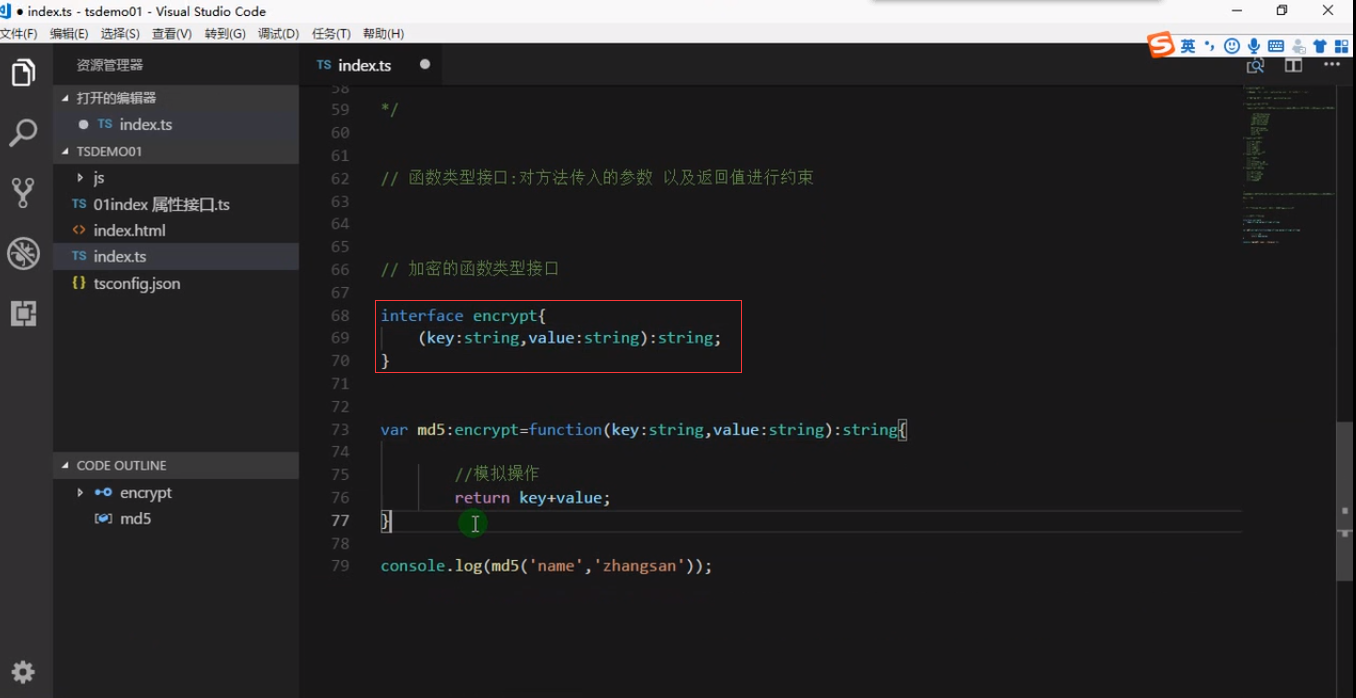 ● index.ts - tsdemo01 - Visual Studio Code
文件(F) 编辑(E) 选择(S) 查看(V) 转到(G) 调试(D) 任务(T) 帮助(H)
英
资源管理器
打开的编辑器
TS index.ts
TSDEMO01
js
TS 01index 属性接口.ts
<> index.html
TS index.ts
{} tsconfig.json
CODE OUTLINE
encrypt
md5
TS index.ts
58
59 */
60
61
62 // 函数类型接口:对方法传入的参数 以及返回值进行约束
63
64
65
66 // 加密的函数类型接口
67
68 interface encrypt{
69 (key:string,value:string):string;
70 }
71
72
73 var md5:encrypt=function(key:string,value:string):string{
74
75 //模拟操作
76 return key+value;
77 }
78
79 console.log(md5('name','zhangsan'));